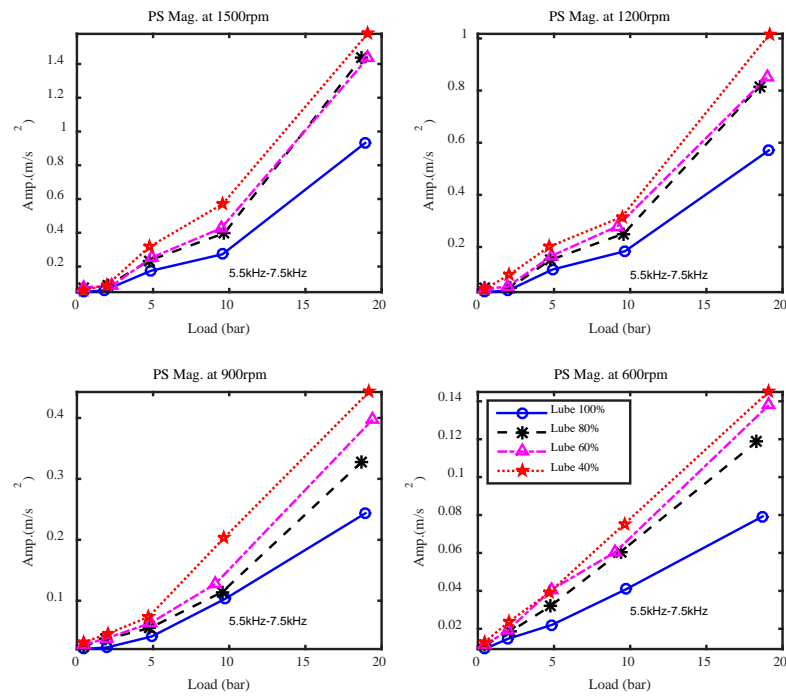 PS Mag. at 1500rpm
1.4
1.2
1
0.8
0.6
0.4
0.2
Amp.(m/s²)
5.5kHz-7.5kHz
0 5 10 15 20
Load (bar)
PS Mag. at 1200rpm
1
0.8
0.6
0.4
0.2
Amp.(m/s²)
5.5kHz-7.5kHz
0 5 10 15 20
Load (bar)
PS Mag. at 900rpm
0.4
0.3
0.2
0.1
Amp.(m/s²)
5.5kHz-7.5kHz
0 5 10 15 20
Load (bar)
PS Mag. at 600rpm
0.14
0.12
0.1
0.08
0.06
0.04
0.02
Amp.(m/s²)
Lube 100%
Lube 80%
Lube 60%
Lube 40%
5.5kHz-7.5kHz
0 5 10 15 20
Load (bar)